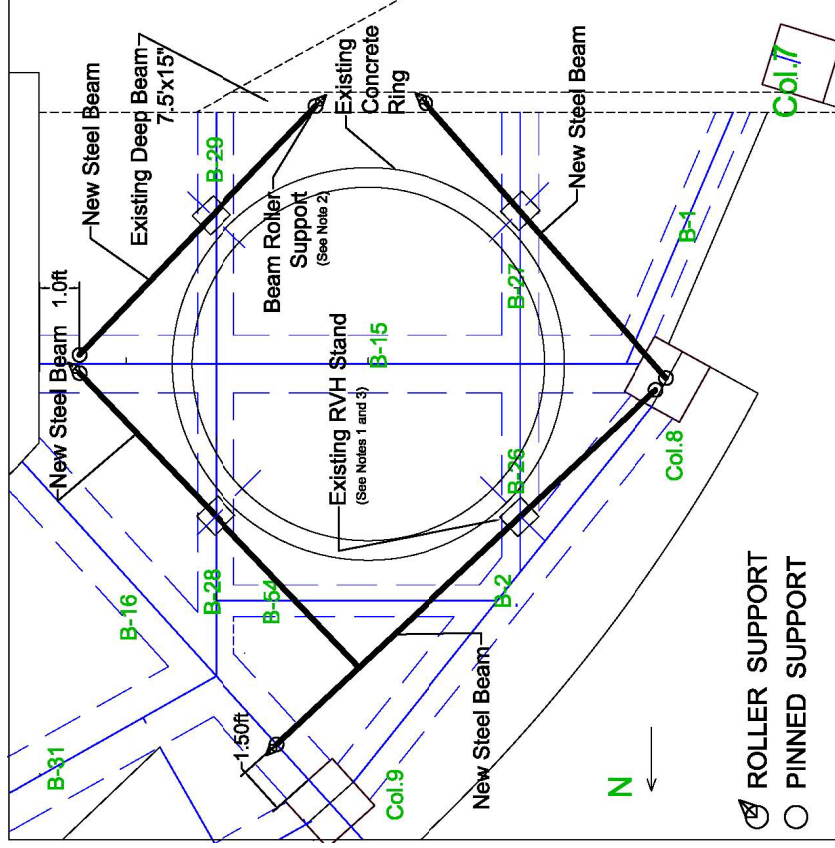 New Steel Beam
Existing Deep Beam
7.5'x15"
New Steel Beam
1.0ft
B-29
Existing
Concrete
Ring
Beam Roller
Support
(See Note 2)
New Steel Beam
Col.7
B-1
B-27
B-15
Existing RVH Stand
(See Notes 1 and 3)
B-26
B-16
B-28
B-54
B-2
Col.8
B-31
1.50ft
Col.9
New Steel Beam
N
ROLLER SUPPORT
PINNED SUPPORT